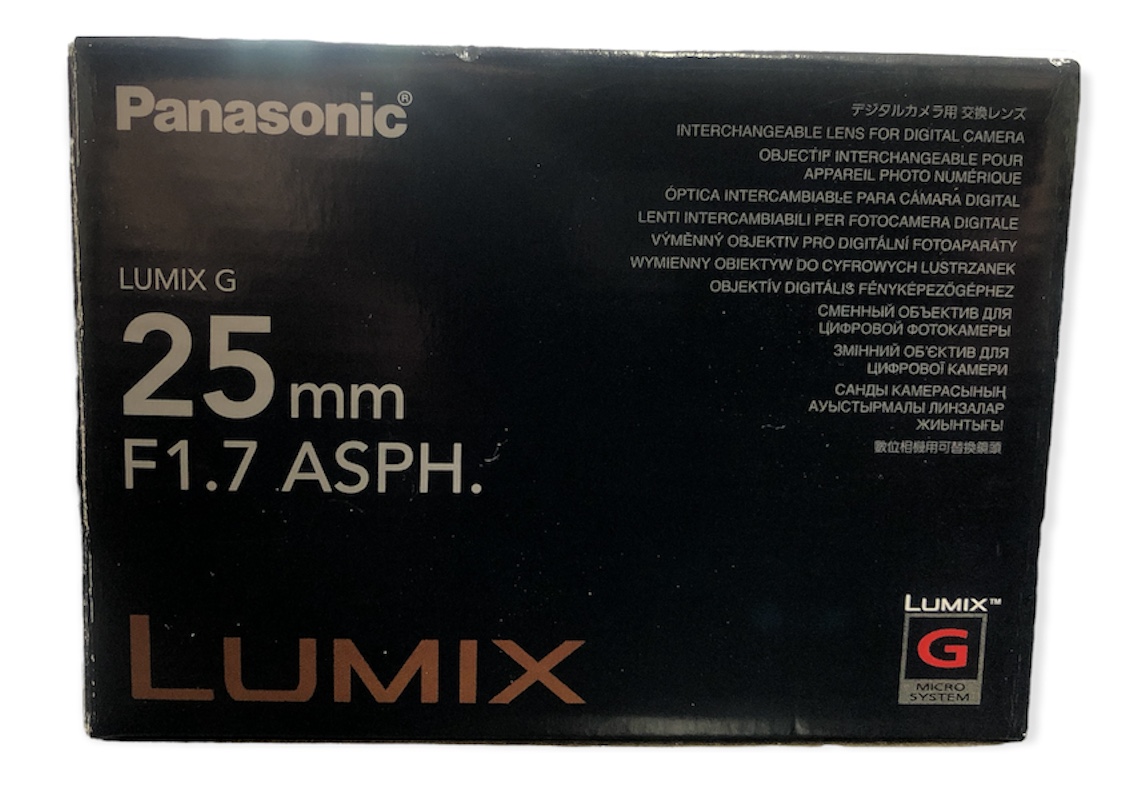 Panasonic®
LUMIX G
25mm
F1.7 ASPH.
LUMIX
デジタルカメラ用 交換レンズ
INTERCHANGEABLE LENS FOR DIGITAL CAMERA
OBJECTIF INTERCHANGEABLE POUR
APPAREIL PHOTO NUMÉRIQUE
ÓPTICA INTERCAMBIABLE PARA CÁMARA DIGITAL
LENTI INTERCAMBIABILI PER FOTOCAMERA DIGITALE
VÝMĚNNÝ OBJEKTIV PRO DIGITÁLNÍ FOTOAPARÁTY
WYMIENNY OBIEKTYW DO CYFROWYCH LUSTRZANEK
OBJEKTÍV DIGITÁLIS FÉNYKÉPEZŐGÉPHEZ
СМЕННЫЙ ОБЪЕКТИВ ДЛЯ
ЦИФРОВОЙ ФОТОКАМЕРЫ
ЗМІННИЙ ОБ'ЄКТИВ ДЛЯ
ЦИФРОВОЇ КАМЕРИ
САНДЫ КАМЕРАСЫНЫҢ
АУЫСТЫРМАЛЫ ЛИНЗАЛАР
ЖИЫНТЫҒЫ
數位相機用可替換鏡頭
LUMIX™
G
MICRO
SYSTEM